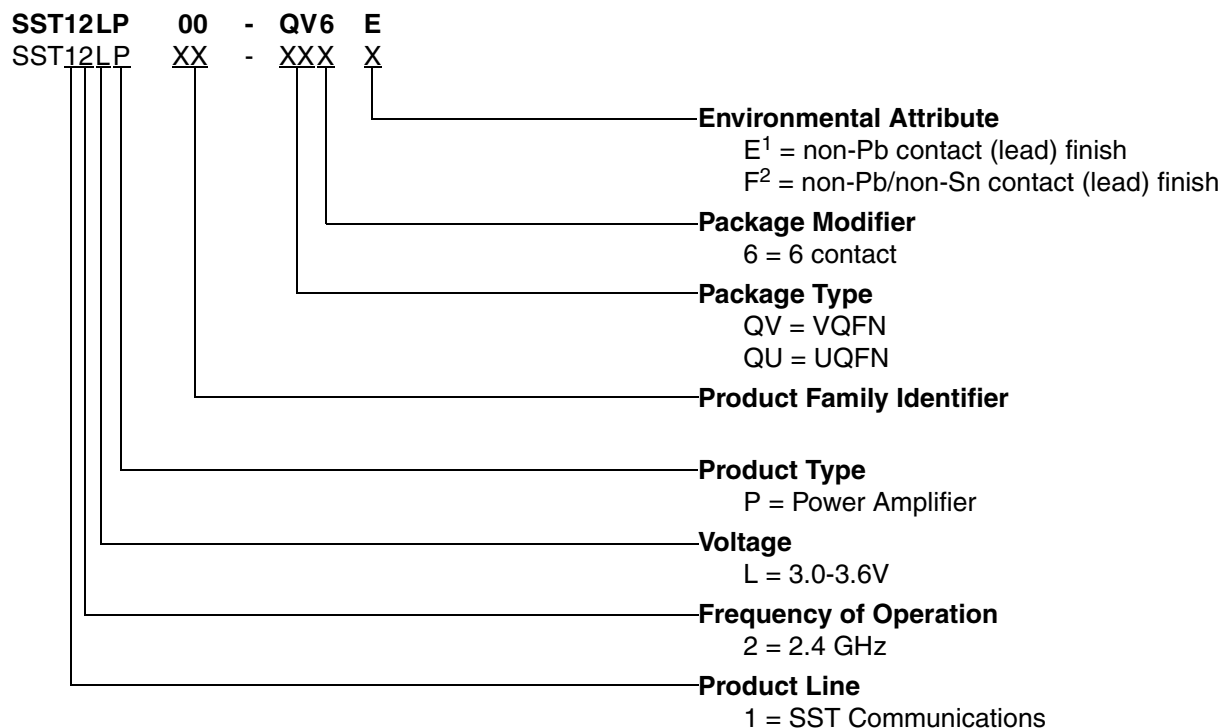 SST12LP 00 - QV6 E
SST12LP XX - XXX X
Environmental Attribute
E¹ = non-Pb contact (lead) finish
F² = non-Pb/non-Sn contact (lead) finish
Package Modifier
6 = 6 contact
Package Type
QV = VQFN
QU = UQFN
Product Family Identifier
Product Type
P = Power Amplifier
Voltage
L = 3.0-3.6V
Frequency of Operation
2 = 2.4 GHz
Product Line
1 = SST Communications